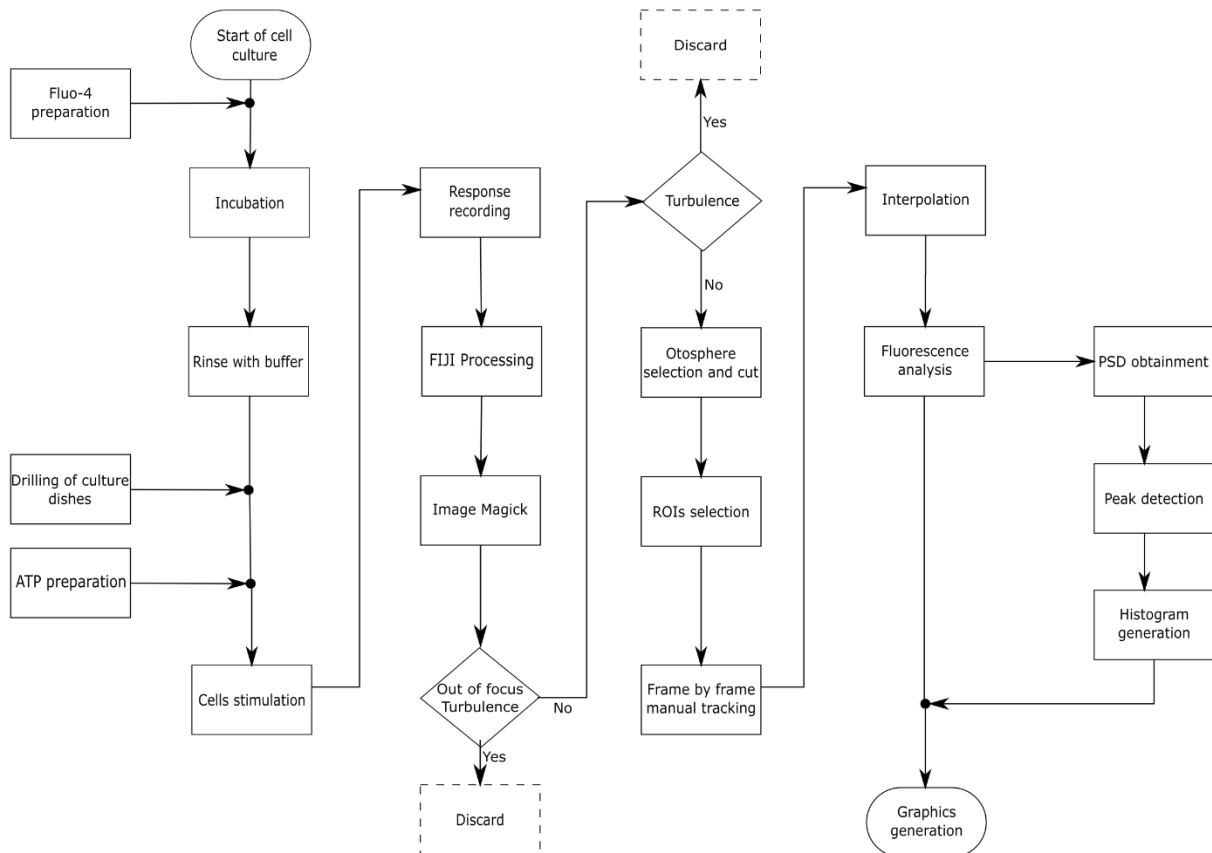 Start of cell
culture
Fluo-4
preparation
Incubation
Rinse with buffer
Drilling of culture
dishes
ATP preparation
Cells stimulation
Response
recording
FIJI Processing
Image Magick
Out of focus
Turbulence
No
Yes
Discard
Discard
Yes
Turbulence
No
Otosphere
selection and cut
ROIs selection
Frame by frame
manual tracking
Interpolation
Fluorescence
analysis
PSD obtainment
Peak detection
Histogram
generation
Graphics
generation